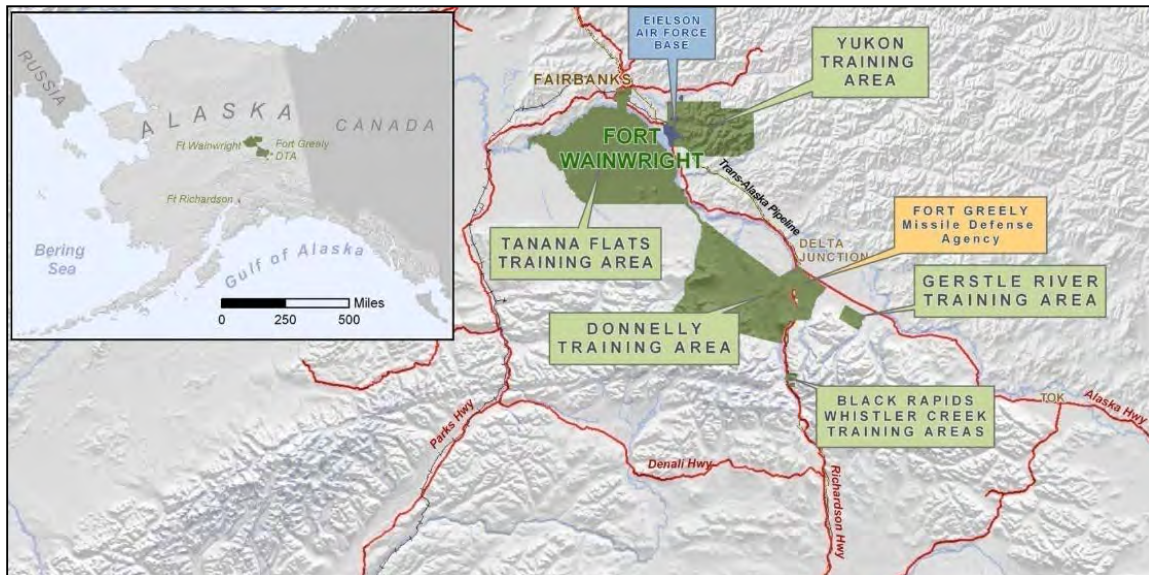 RUSSIA
ALASKA
CANADA
Ft Wainwright
Fort Greely
DTA
Ft Richardson
Bering
Sea
Gulf of Alaska
Miles
0 250 500
EIELSON
AIR FORCE
BASE
YUKON
TRAINING
AREA
FAIRBANKS
FORT
WAINWRIGHT
Trans-Alaska Pipeline
TANANA FLATS
TRAINING AREA
FORT GREELY
Missile Defense
Agency
DELTA
JUNCTION
GERSTLE RIVER
TRAINING AREA
DONNELLY
TRAINING AREA
BLACK RAPIDS
WHISTLER CREEK
TRAINING AREAS
TOK
Alaska Hwy
Parks Hwy
Denali Hwy
Richardson Hwy